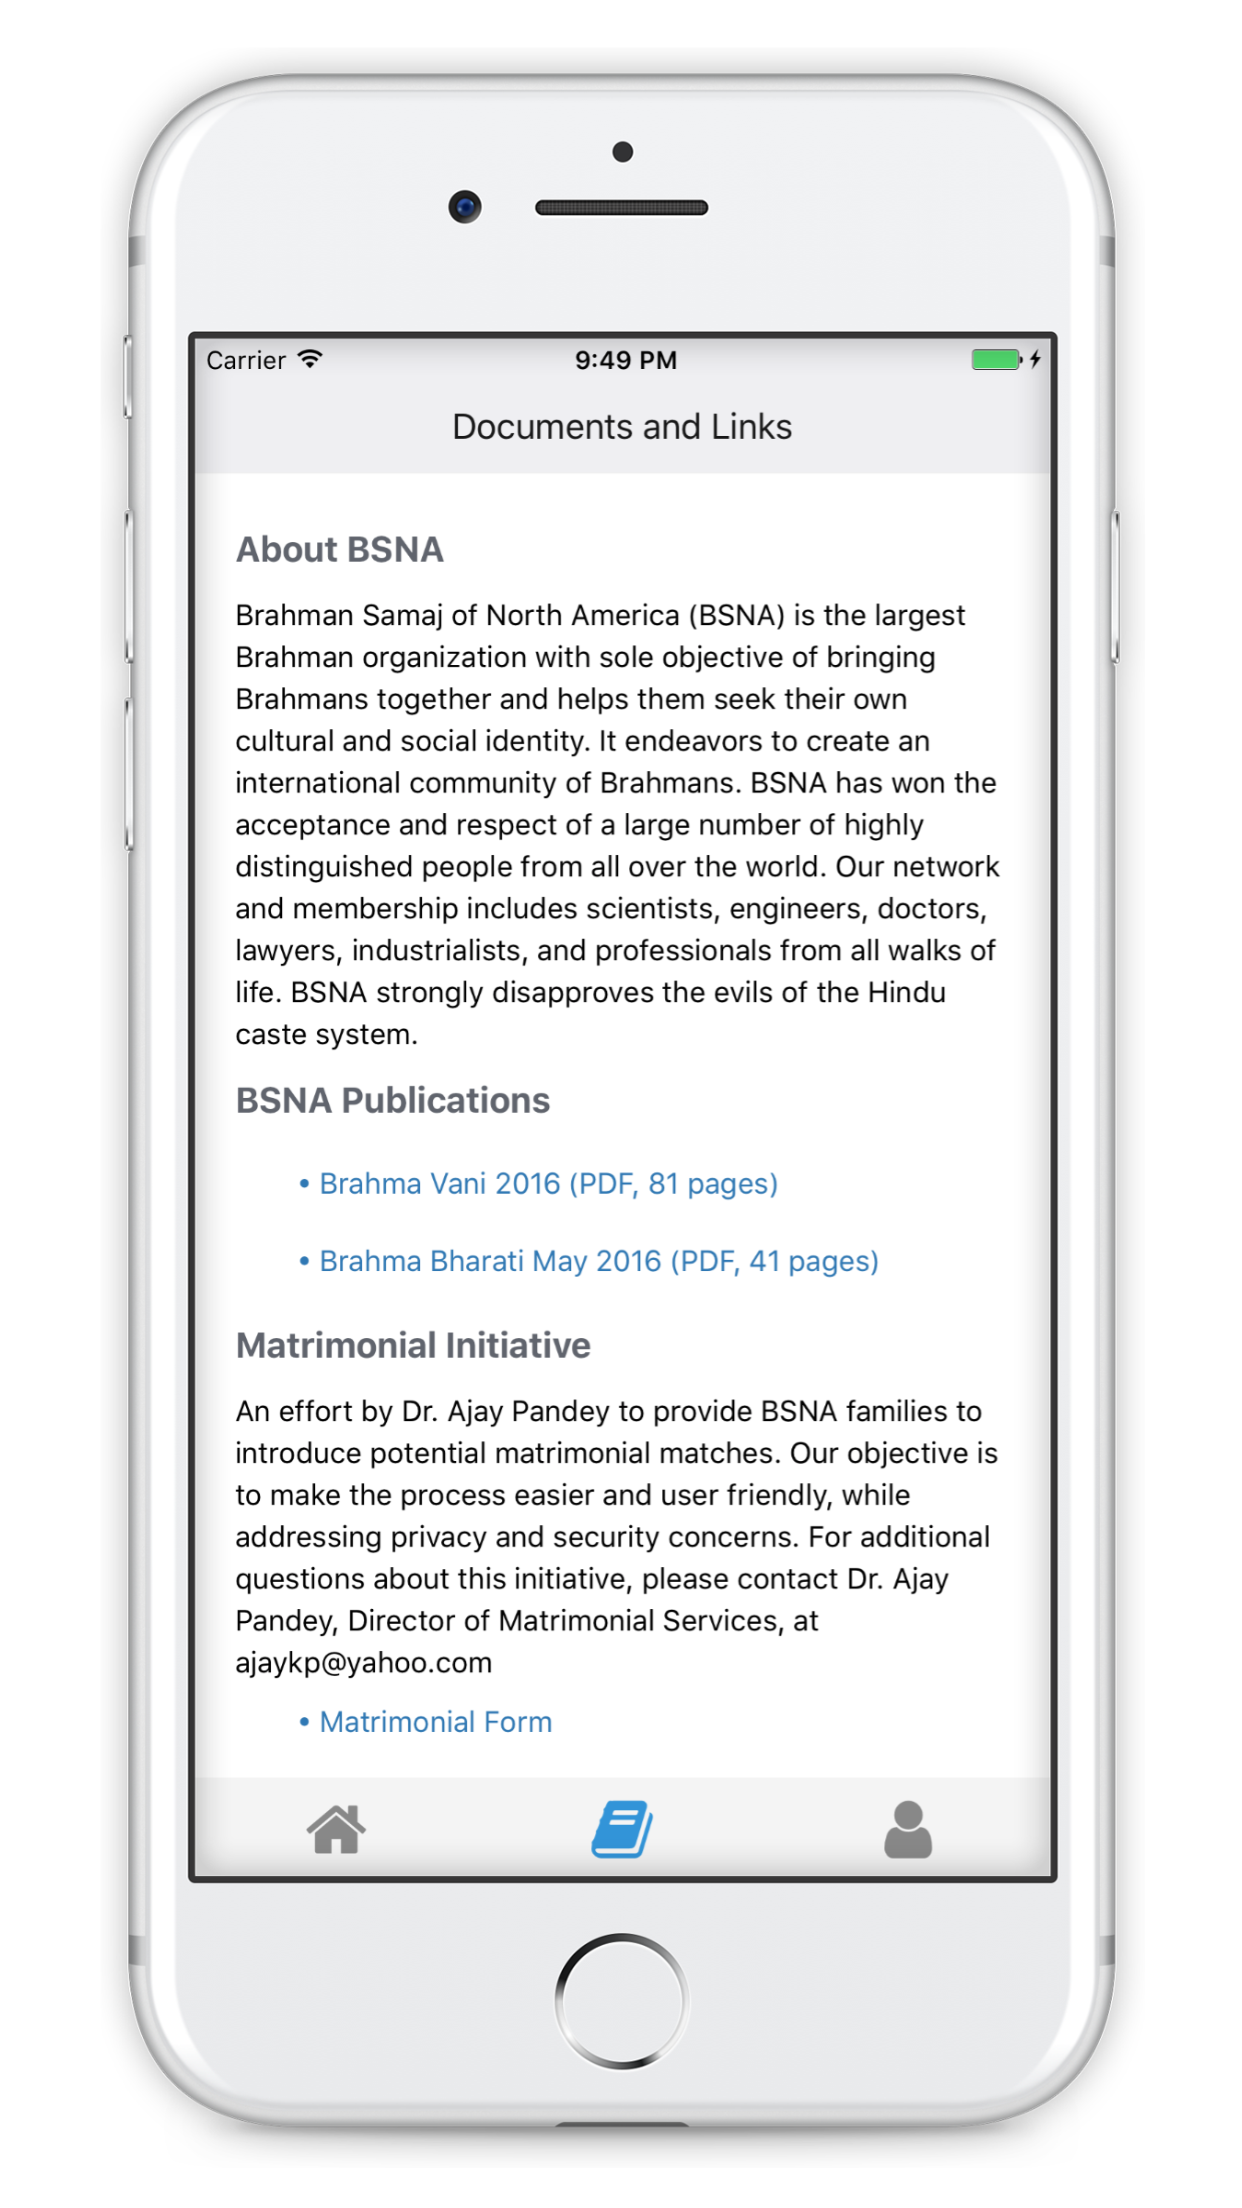 Carrier
9:49 PM
Documents and Links
About BSNA
Brahman Samaj of North America (BSNA) is the largest
Brahman organization with sole objective of bringing
Brahmans together and helps them seek their own
cultural and social identity. It endeavors to create an
international community of Brahmans. BSNA has won the
acceptance and respect of a large number of highly
distinguished people from all over the world. Our network
and membership includes scientists, engineers, doctors,
lawyers, industrialists, and professionals from all walks of
life. BSNA strongly disapproves the evils of the Hindu
caste system.
BSNA Publications
• Brahma Vani 2016 (PDF, 81 pages)
• Brahma Bharati May 2016 (PDF, 41 pages)
Matrimonial Initiative
An effort by Dr. Ajay Pandey to provide BSNA families to
introduce potential matrimonial matches. Our objective is
to make the process easier and user friendly, while
addressing privacy and security concerns. For additional
questions about this initiative, please contact Dr. Ajay
Pandey, Director of Matrimonial Services, at
ajaykp@yahoo.com
• Matrimonial Form